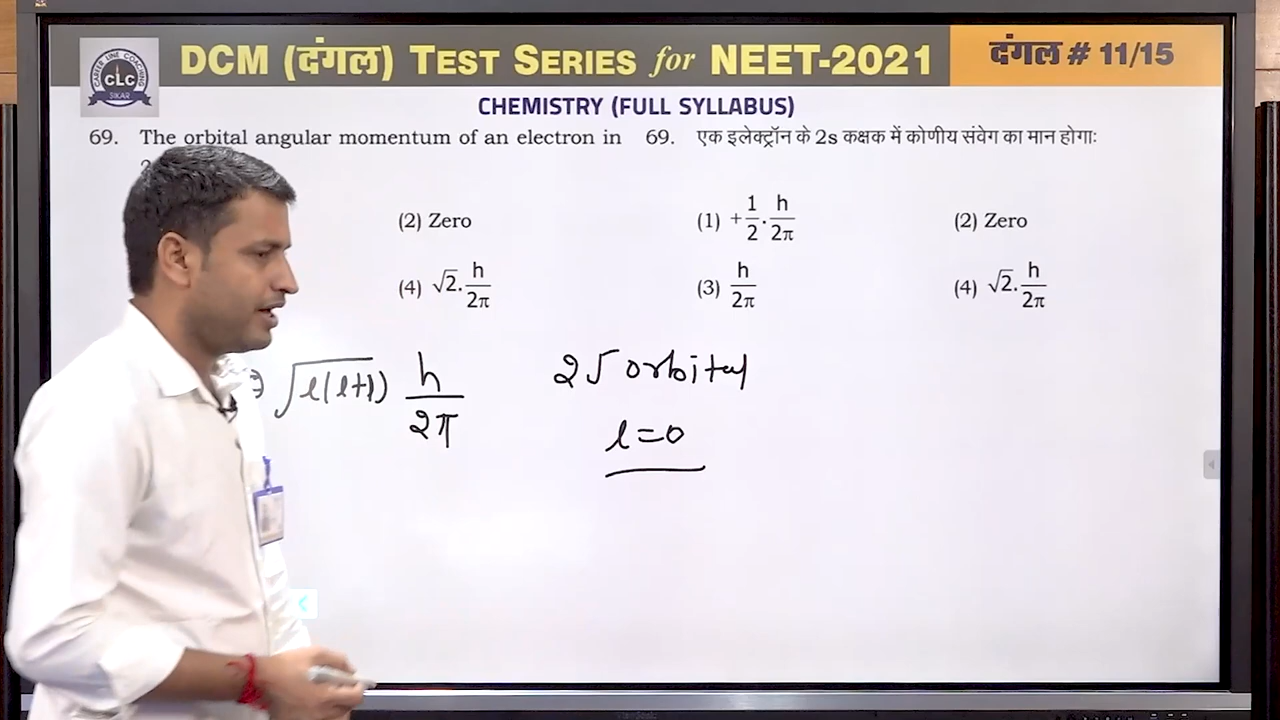 DCM (दंगल) TEST SERIES for NEET-2021
दंगल # 11/15
CLC
SIKAR
CHEMISTRY (FULL SYLLABUS)
69. The orbital angular momentum of an electron in
(2) Zero
(4) √2. h/2π
69. एक इलेक्ट्रॉन के 2s कक्षक में कोणीय संवेग का मान होगाः
(1) +1/2 . h/2π
(2) Zero
(3) h/2π
(4) √2. h/2π
⇒ √l(l+1) h/2π
2s orbital
l=0